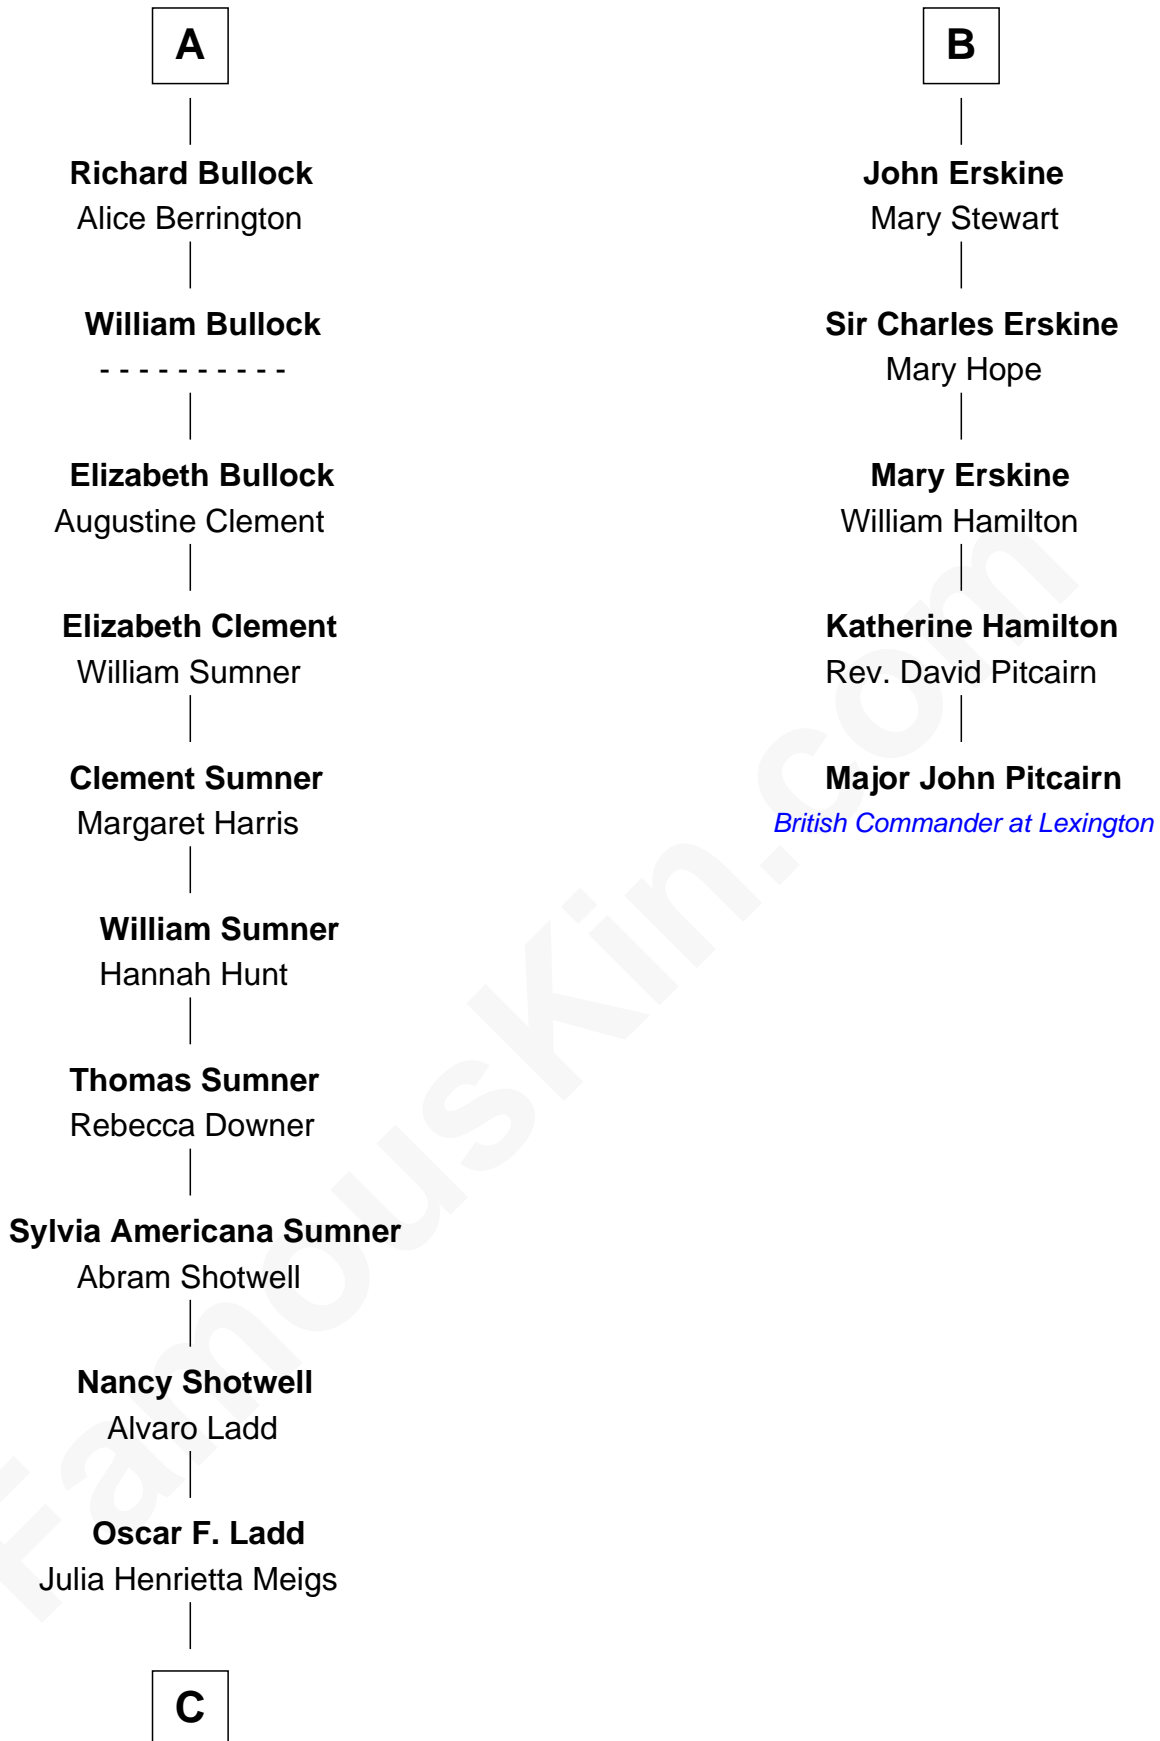 A
Richard Bullock
Alice Berrington
William Bullock
- - - - - - - - - -
Elizabeth Bullock
Augustine Clement
Elizabeth Clement
William Sumner
Clement Sumner
Margaret Harris
William Sumner
Hannah Hunt
Thomas Sumner
Rebecca Downer
Sylvia Americana Sumner
Abram Shotwell
Nancy Shotwell
Alvaro Ladd
Oscar F. Ladd
Julia Henrietta Meigs
C
B
John Erskine
Mary Stewart
Sir Charles Erskine
Mary Hope
Mary Erskine
William Hamilton
Katherine Hamilton
Rev. David Pitcairn
Major John Pitcairn
British Commander at Lexington
FamousKin.com